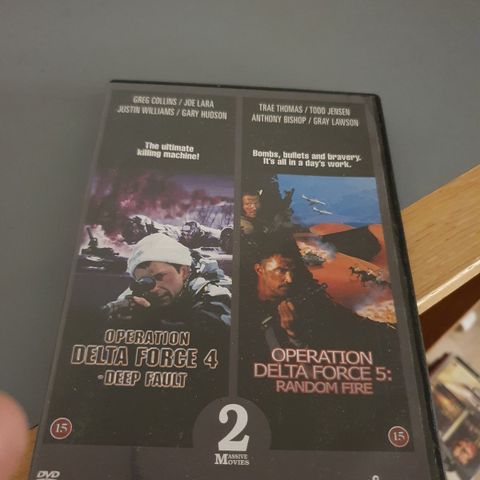 GREG COLLINS / JOE LARA
JUSTIN WILLIAMS / GARY HUDSON
The ultimate
killing machine!
OPERATION
DELTA FORCE 4
-DEEP FAULT
15
TRAE THOMAS / TODD JENSEN
ANTHONY BISHOP / GRAY LAWSON
Bombs, bullets and bravery.
It's all in a day's work.
OPERATION
DELTA FORCE 5:
RANDOM FIRE
15
2
MASSIVE
MOVIES
DVD